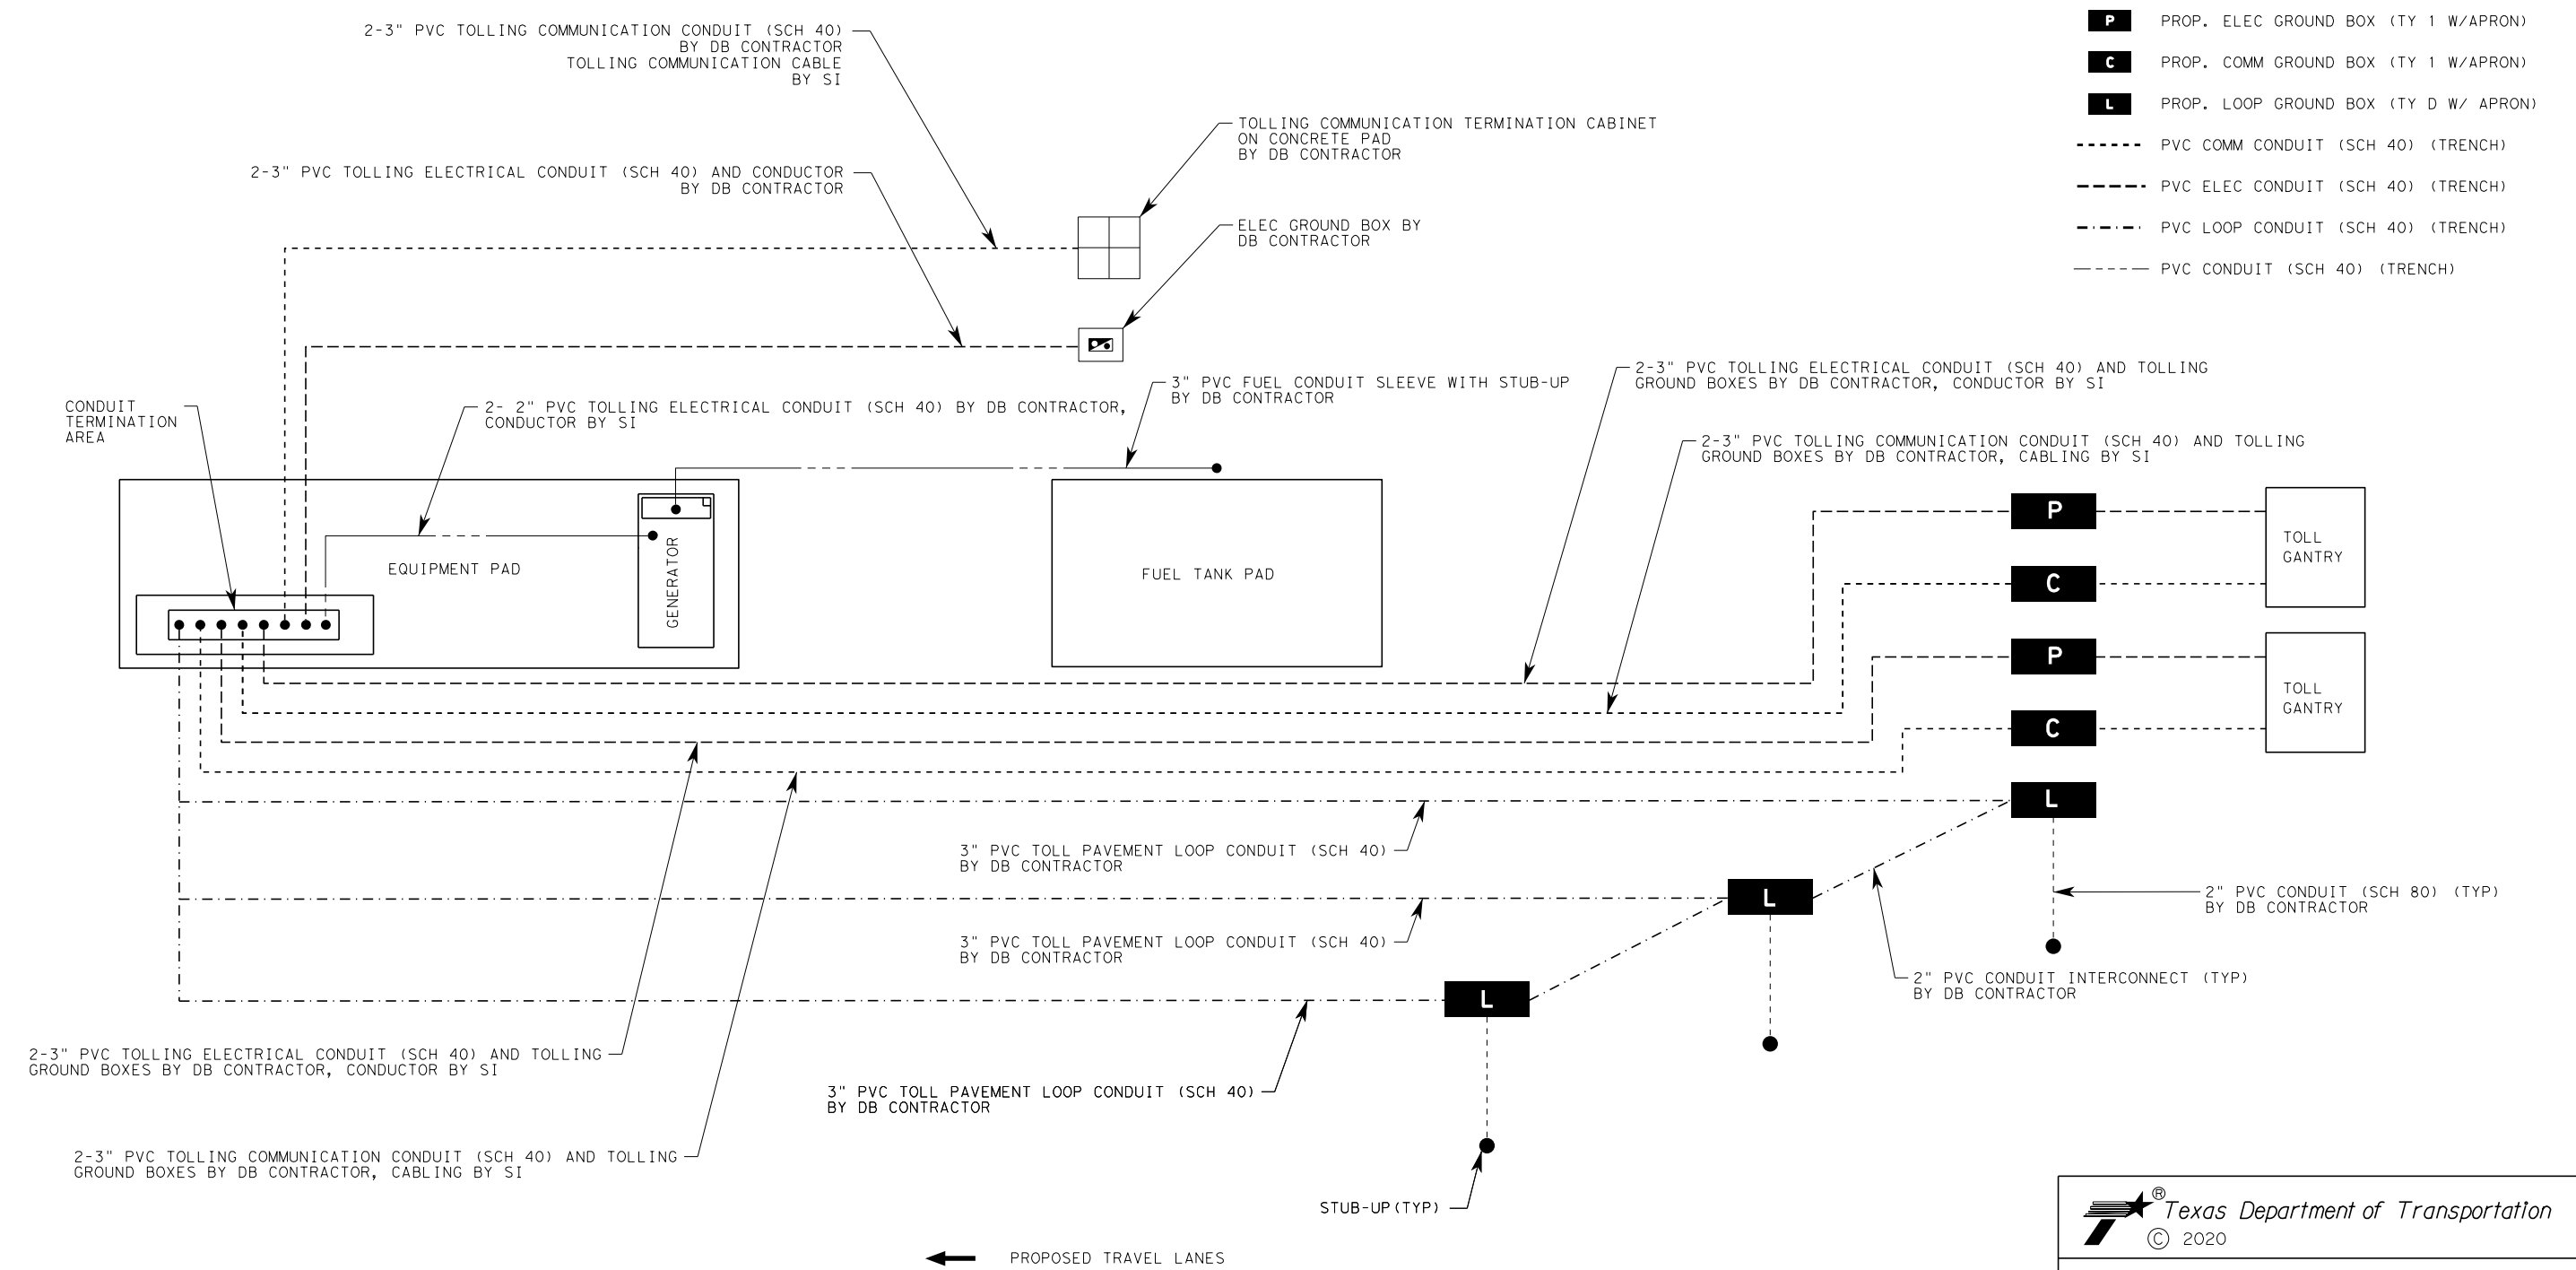 2-3" PVC TOLLING COMMUNICATION CONDUIT (SCH 40)
BY DB CONTRACTOR
TOLLING COMMUNICATION CABLE
BY SI
2-3" PVC TOLLING ELECTRICAL CONDUIT (SCH 40) AND CONDUCTOR
BY DB CONTRACTOR
TOLLING COMMUNICATION TERMINATION CABINET
ON CONCRETE PAD
BY DB CONTRACTOR
ELEC GROUND BOX BY
DB CONTRACTOR
P PROP. ELEC GROUND BOX (TY 1 W/APRON)
C PROP. COMM GROUND BOX (TY 1 W/APRON)
L PROP. LOOP GROUND BOX (TY D W/ APRON)
PVC COMM CONDUIT (SCH 40) (TRENCH)
PVC ELEC CONDUIT (SCH 40) (TRENCH)
PVC LOOP CONDUIT (SCH 40) (TRENCH)
PVC CONDUIT (SCH 40) (TRENCH)
CONDUIT
TERMINATION
AREA
2- 2" PVC TOLLING ELECTRICAL CONDUIT (SCH 40) BY DB CONTRACTOR,
CONDUCTOR BY SI
3" PVC FUEL CONDUIT SLEEVE WITH STUB-UP
BY DB CONTRACTOR
2-3" PVC TOLLING ELECTRICAL CONDUIT (SCH 40) AND TOLLING
GROUND BOXES BY DB CONTRACTOR, CONDUCTOR BY SI
2-3" PVC TOLLING COMMUNICATION CONDUIT (SCH 40) AND TOLLING
GROUND BOXES BY DB CONTRACTOR, CABLING BY SI
EQUIPMENT PAD
GENERATOR
FUEL TANK PAD
P
C
TOLL
GANTRY
P
C
TOLL
GANTRY
L
3" PVC TOLL PAVEMENT LOOP CONDUIT (SCH 40)
BY DB CONTRACTOR
L
2" PVC CONDUIT (SCH 80) (TYP)
BY DB CONTRACTOR
3" PVC TOLL PAVEMENT LOOP CONDUIT (SCH 40)
BY DB CONTRACTOR
2" PVC CONDUIT INTERCONNECT (TYP)
BY DB CONTRACTOR
L
2-3" PVC TOLLING ELECTRICAL CONDUIT (SCH 40) AND TOLLING
GROUND BOXES BY DB CONTRACTOR, CONDUCTOR BY SI
3" PVC TOLL PAVEMENT LOOP CONDUIT (SCH 40)
BY DB CONTRACTOR
2-3" PVC TOLLING COMMUNICATION CONDUIT (SCH 40) AND TOLLING
GROUND BOXES BY DB CONTRACTOR, CABLING BY SI
STUB-UP(TYP)
PROPOSED TRAVEL LANES
® Texas Department of Transportation
© 2020